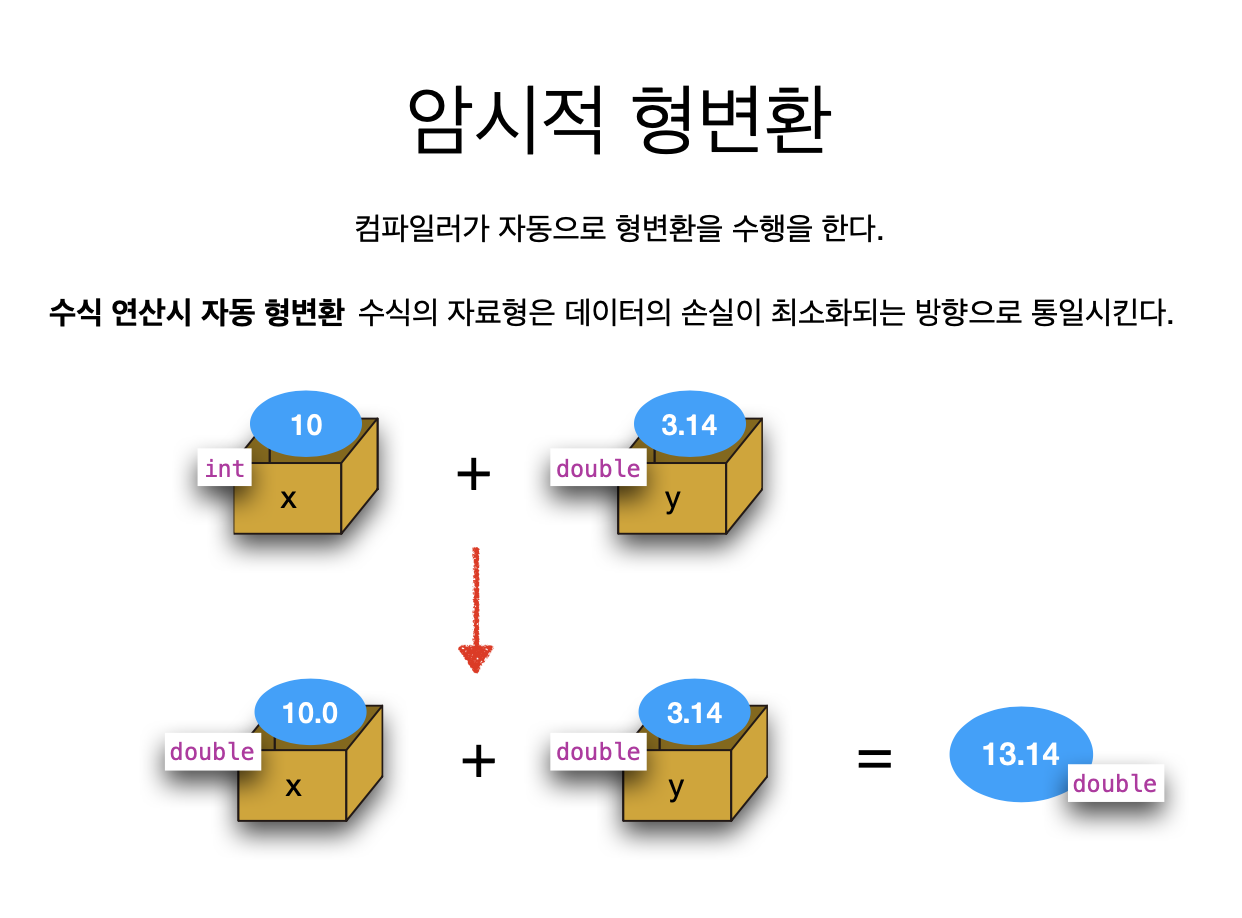 암시적 형변환
컴파일러가 자동으로 형변환을 수행을 한다.
수식 연산시 자동 형변환 수식의 자료형은 데이터의 손실이 최소화되는 방향으로 통일시킨다.
10 3.14
int + double
x y
10.0 3.14
double + double = 13.14
x y double